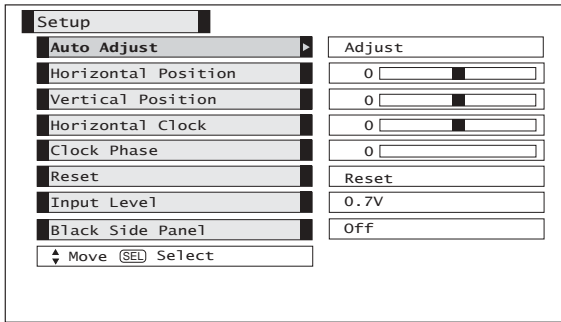 Setup
Auto Adjust Adjust
Horizontal Position 0
Vertical Position 0
Horizontal Clock 0
Clock Phase 0
Reset Reset
Input Level 0.7V
Black Side Panel Off
Move SEL Select